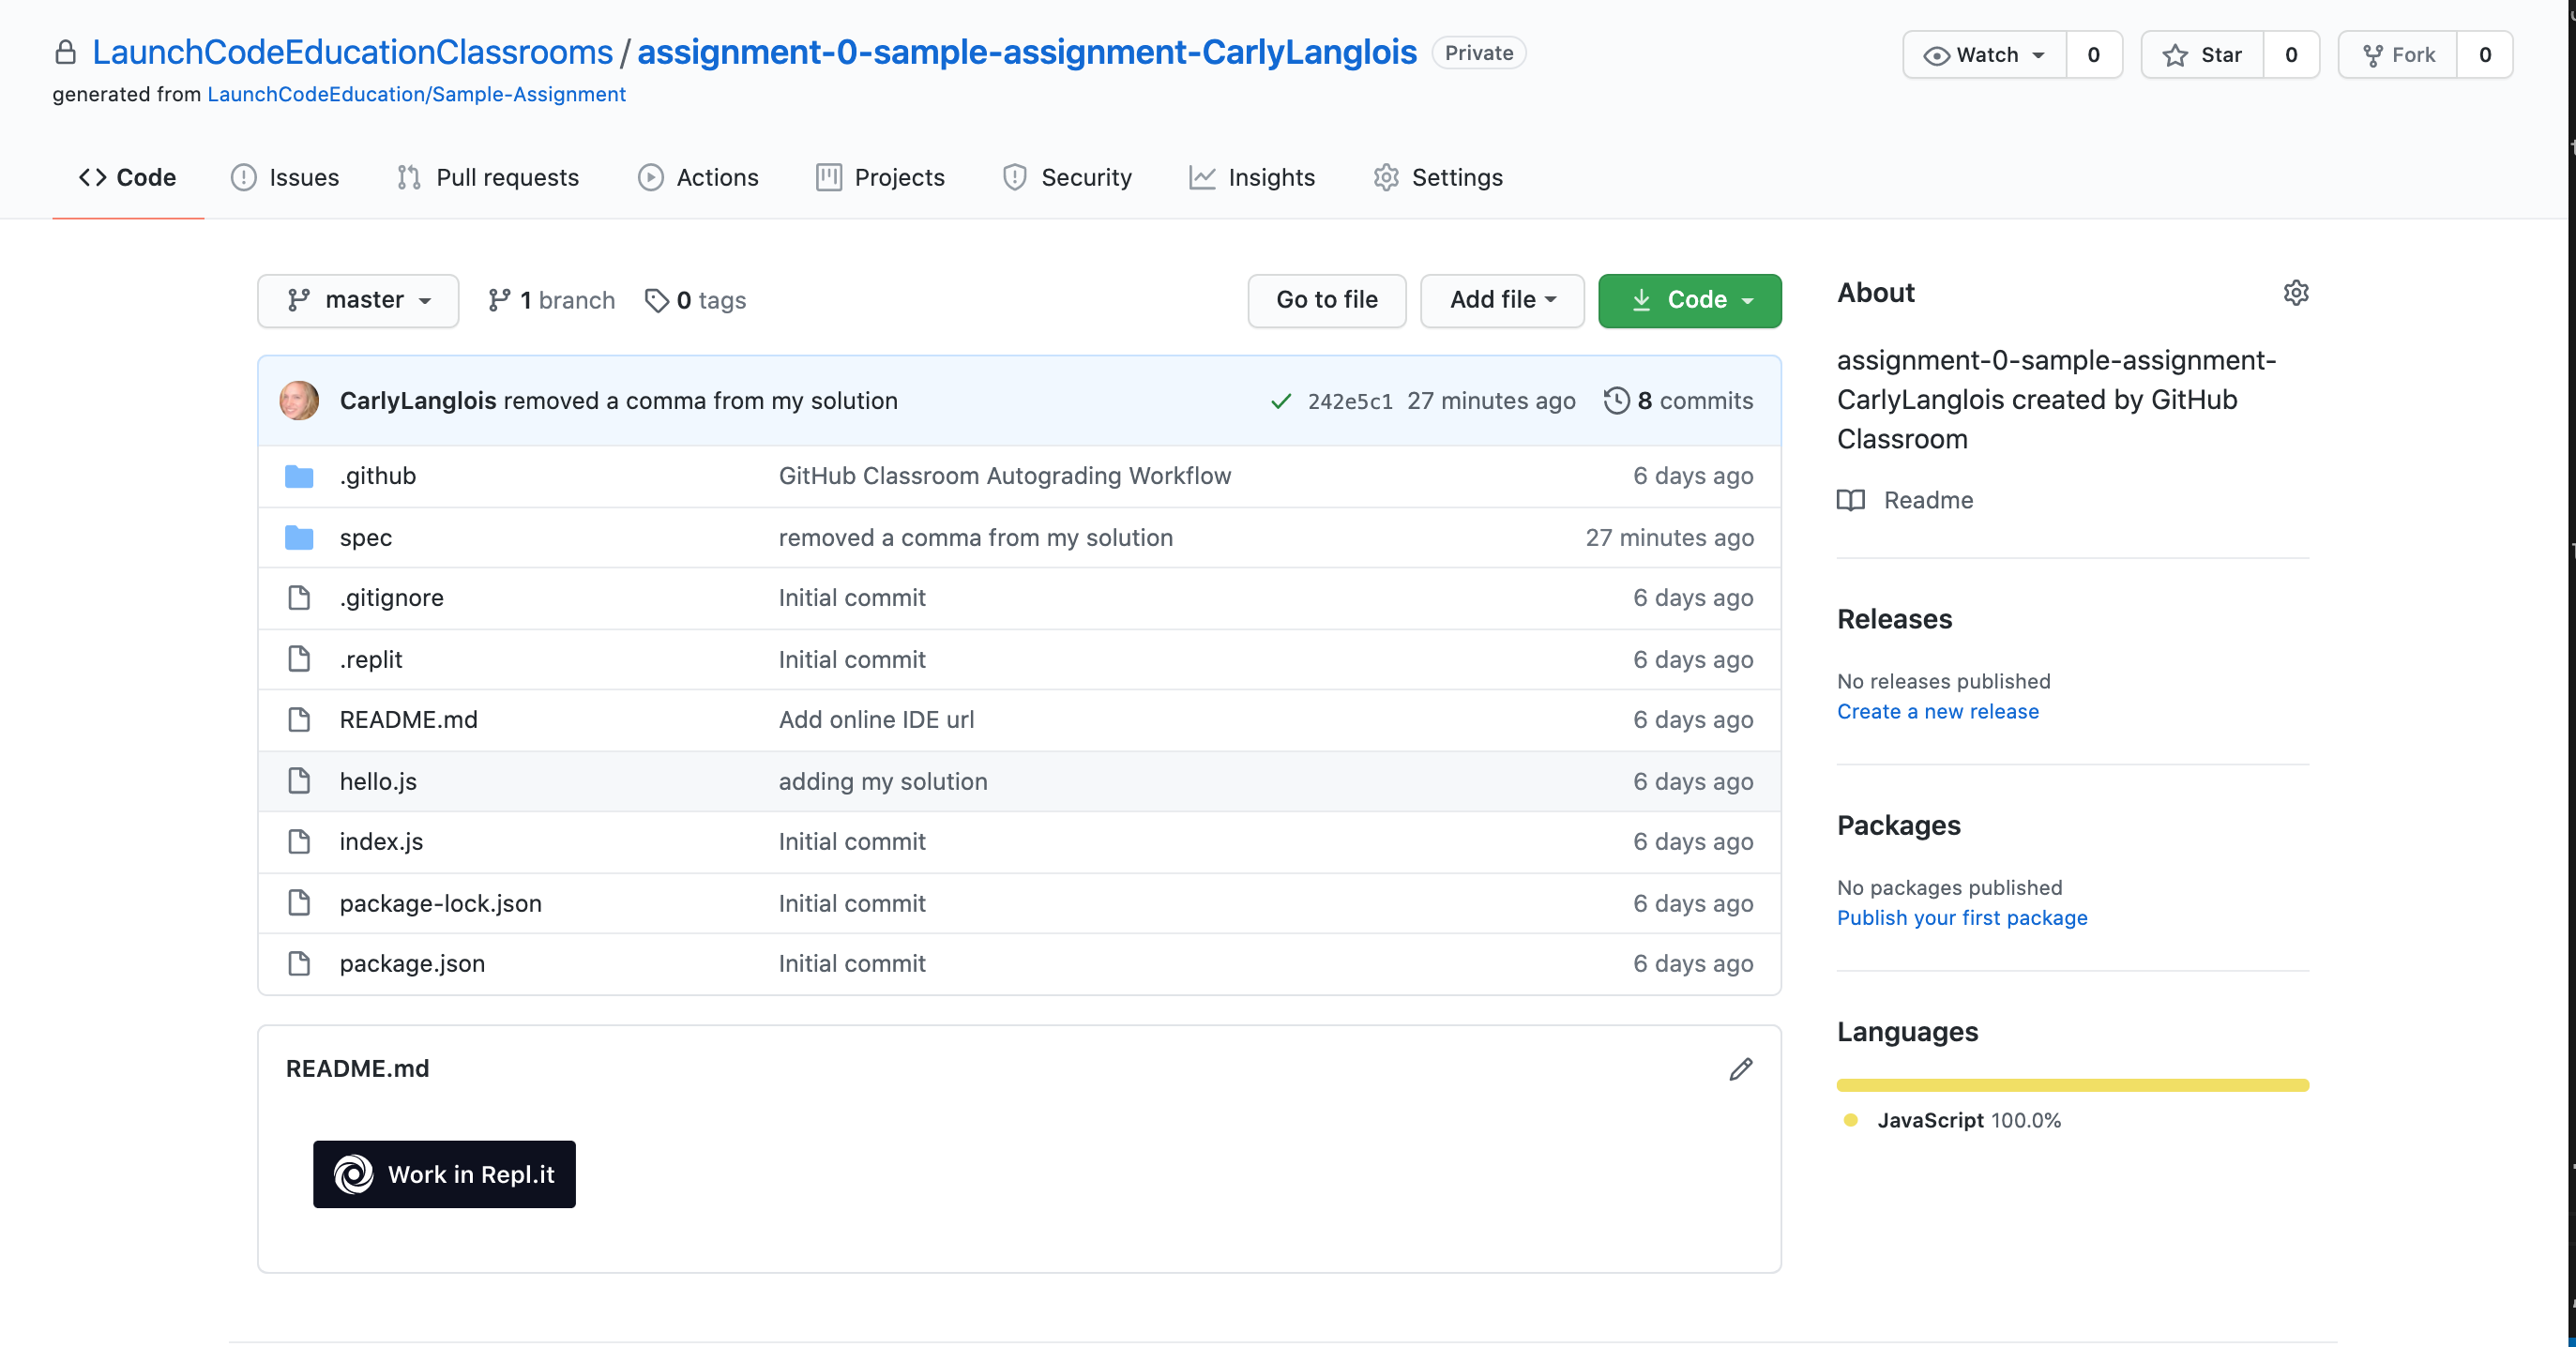 LaunchCodeEducationClassrooms / assignment-0-sample-assignment-CarlyLanglois Private
Watch 0 Star 0 Fork 0
generated from LaunchCodeEducation/Sample-Assignment
Code Issues Pull requests Actions Projects Security Insights Settings
master 1 branch 0 tags Go to file Add file Code
CarlyLanglois removed a comma from my solution 242e5c1 27 minutes ago 8 commits
.github GitHub Classroom Autograding Workflow 6 days ago
spec removed a comma from my solution 27 minutes ago
.gitignore Initial commit 6 days ago
.replit Initial commit 6 days ago
README.md Add online IDE url 6 days ago
hello.js adding my solution 6 days ago
index.js Initial commit 6 days ago
package-lock.json Initial commit 6 days ago
package.json Initial commit 6 days ago
README.md
Work in Repl.it
About
assignment-0-sample-assignment-
CarlyLanglois created by GitHub
Classroom
Readme
Releases
No releases published
Create a new release
Packages
No packages published
Publish your first package
Languages
JavaScript 100.0%